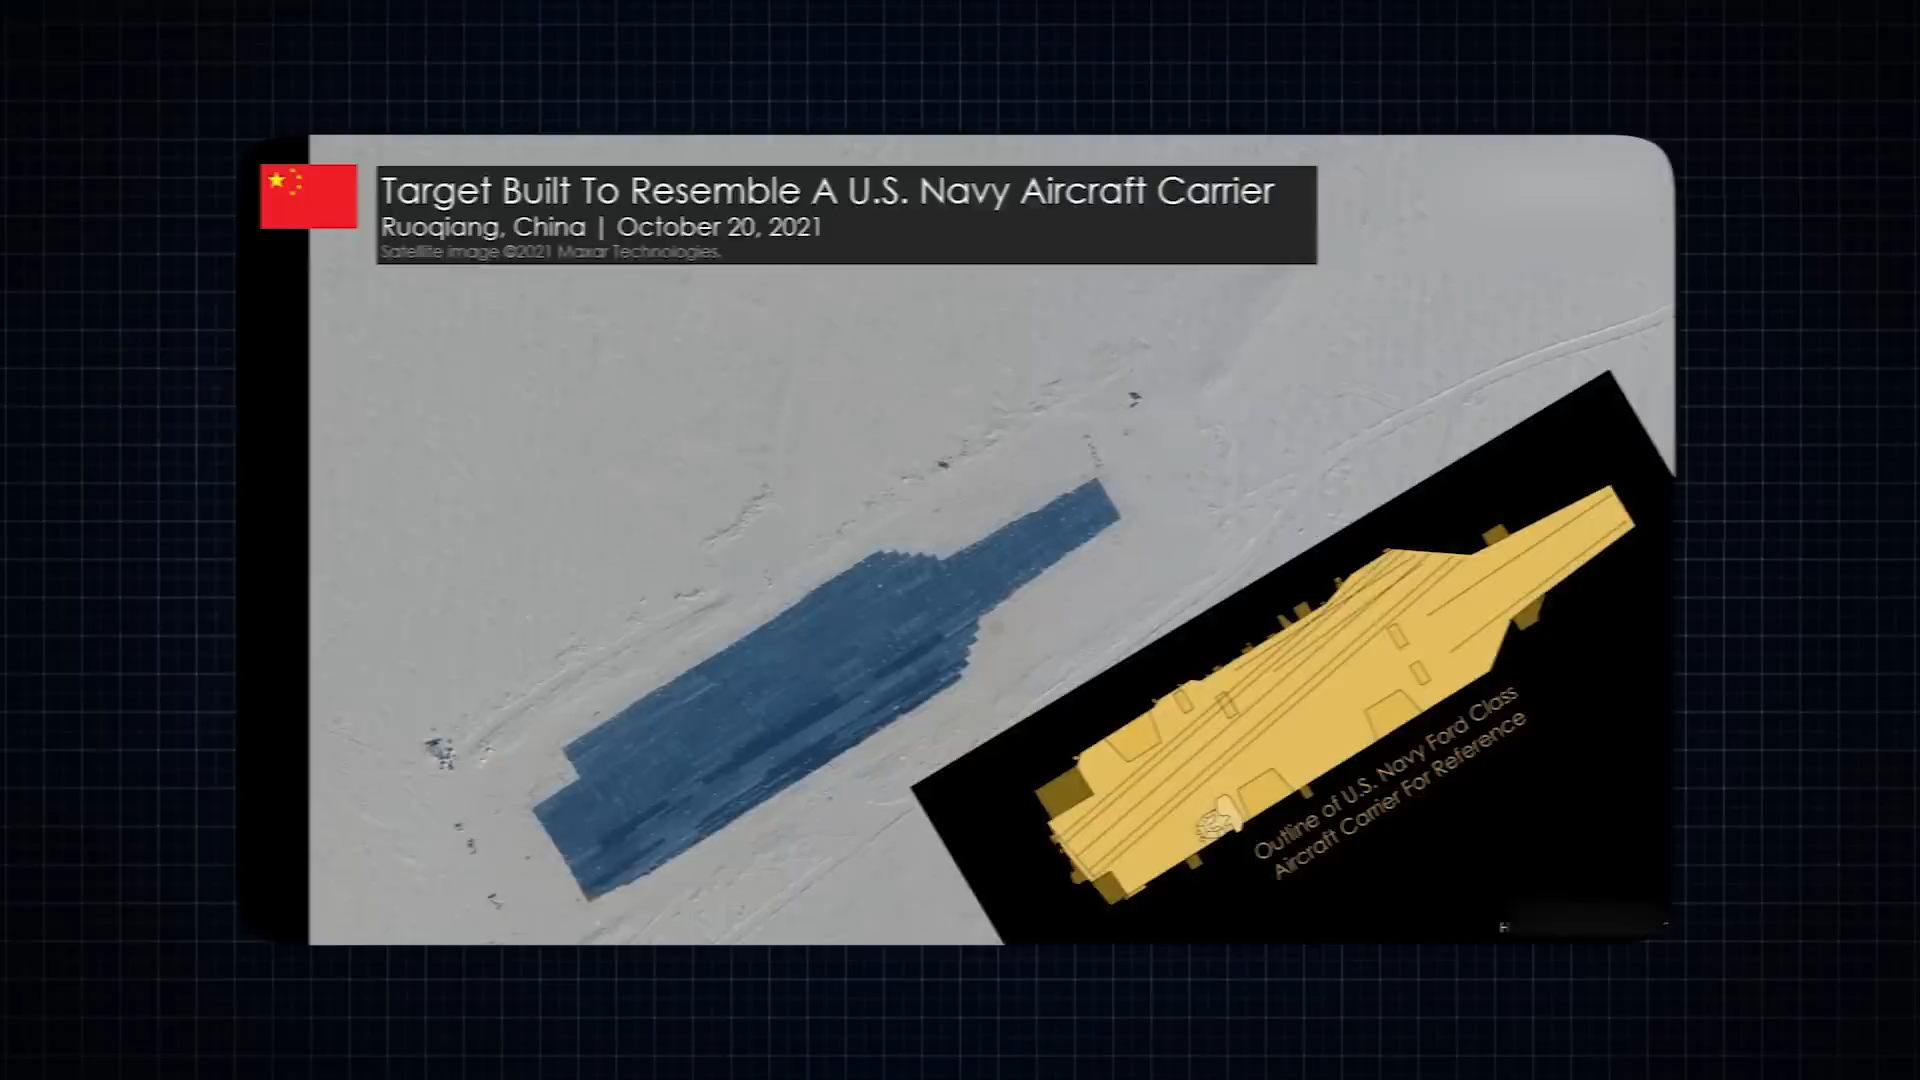 Target Built To Resemble A U.S. Navy Aircraft Carrier
Ruoqiang, China | October 20, 2021
Satellite image ©2021 Maxar Technologies.
Outline of U.S. Navy Ford Class
Aircraft Carrier For Reference
H